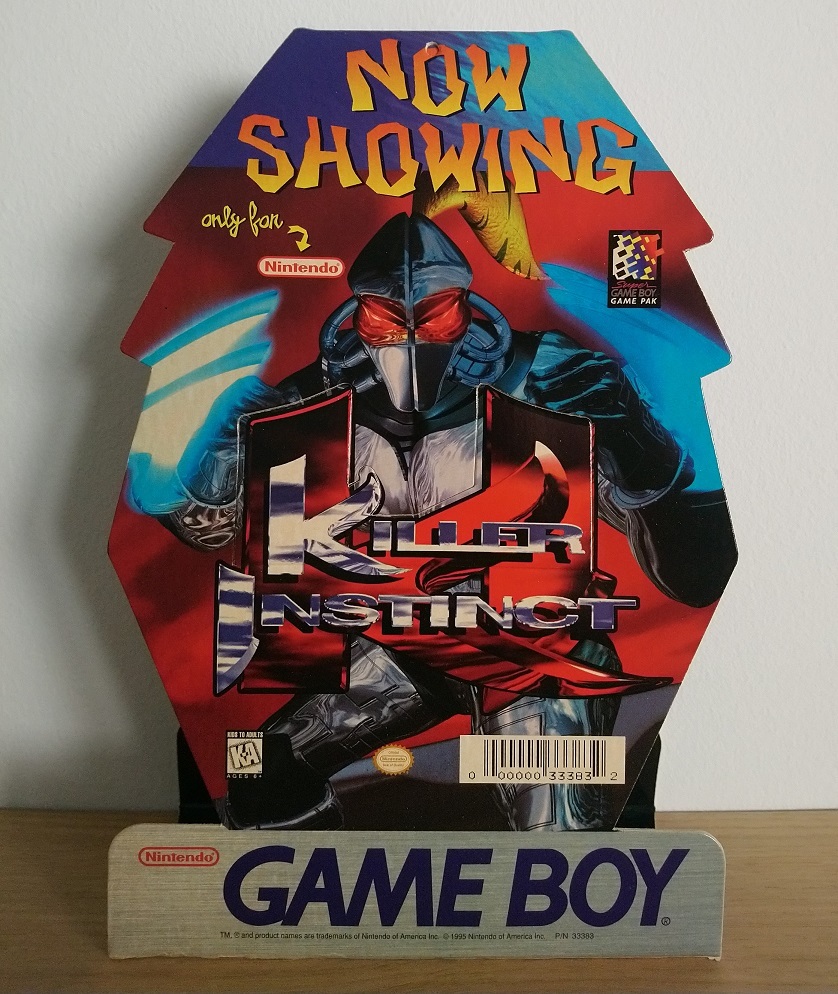 NOW
SHOWING
only for
Nintendo
Super
GAME BOY
GAME PAK
KILLER
INSTINCT
KIDS TO ADULTS
K-A
AGES 6+
Nintendo
0 00000 33383 2
Nintendo
GAME BOY®
TM, ® and product names are trademarks of Nintendo of America Inc. © 1995 Nintendo of America Inc. P/N 33383